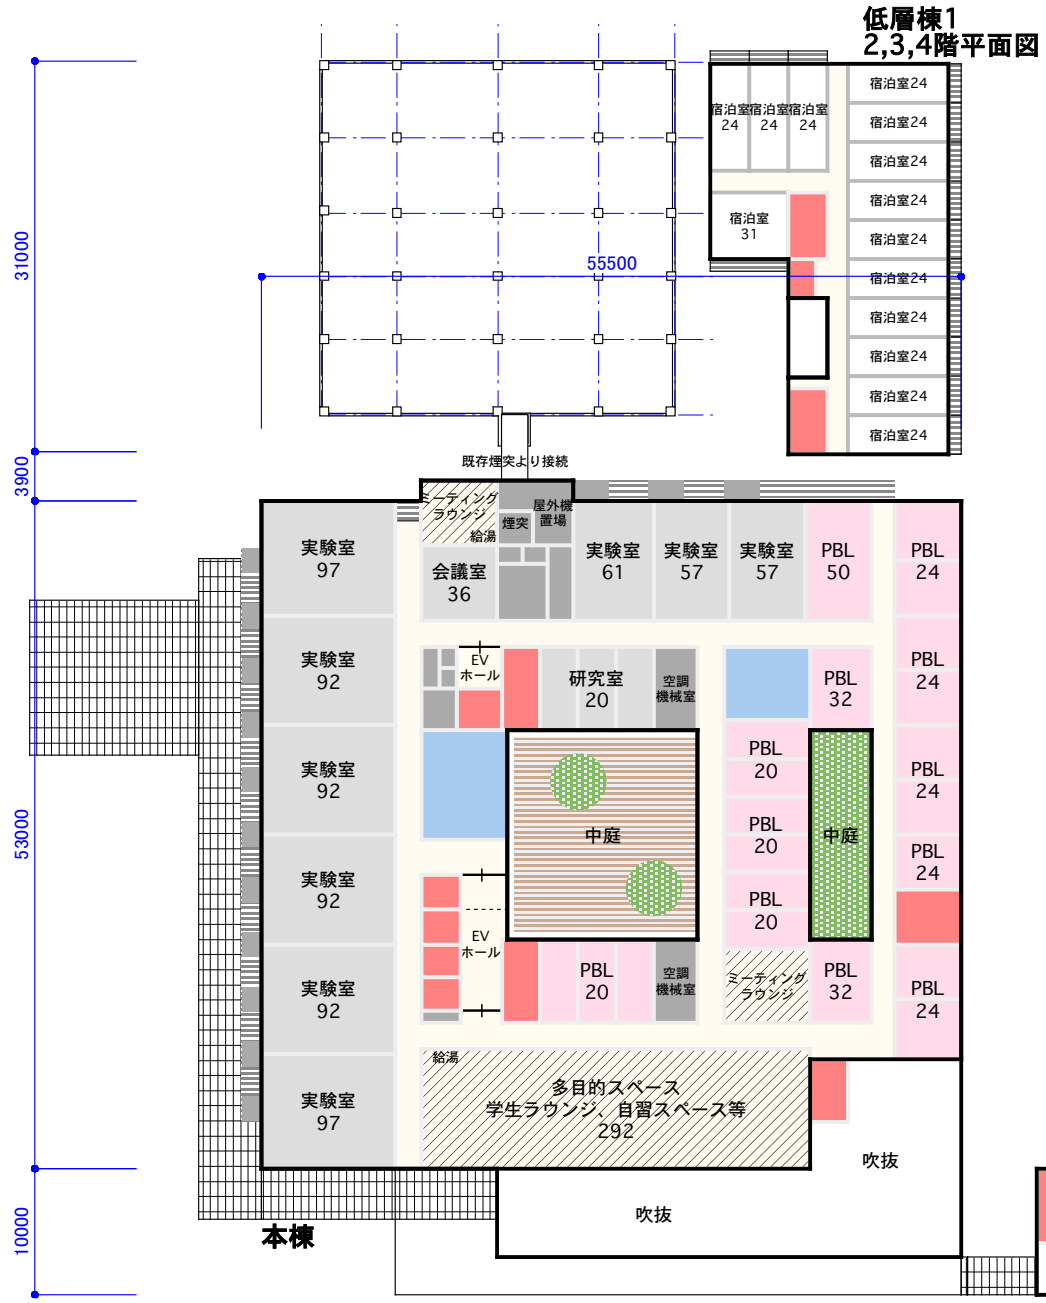 低層棟1
2,3,4階平面図
宿泊室
24
宿泊室
24
宿泊室
24
宿泊室24
宿泊室24
宿泊室24
宿泊室24
宿泊室24
宿泊室24
宿泊室24
宿泊室24
宿泊室24
宿泊室24
宿泊室
31
31000
55500
3900
既存煙突より接続
53000
10000
ミーティング
ラウンジ
給湯
煙突
屋外機
置場
会議室
36
実験室
97
実験室
61
実験室
57
実験室
57
PBL
50
PBL
24
実験室
92
EV
ホール
研究室
20
空調
機械室
PBL
32
PBL
24
実験室
92
PBL
20
PBL
24
中庭
中庭
実験室
92
PBL
20
PBL
24
PBL
20
EV
ホール
実験室
92
PBL
20
空調
機械室
ミーティング
ラウンジ
PBL
32
PBL
24
実験室
97
給湯
多目的スペース
学生ラウンジ、自習スペース等
292
吹抜
吹抜
本棟